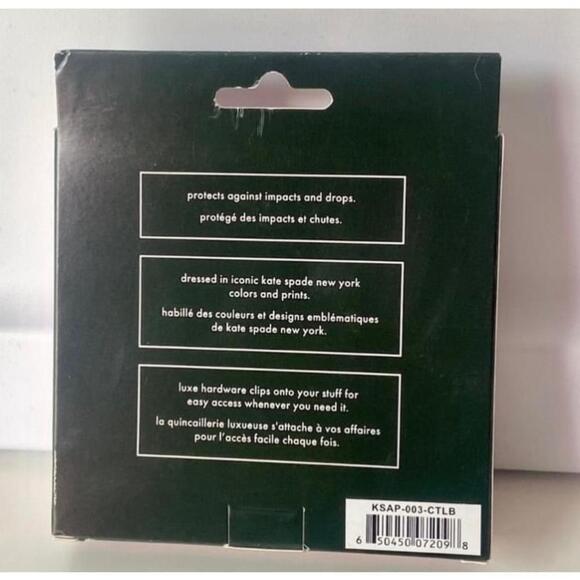 protects against impacts and drops.
protégé des impacts et chutes.
dressed in iconic kate spade new york
colors and prints.
habillé des couleurs et designs emblématiques
de kate spade new york.
luxe hardware clips onto your stuff for
easy access whenever you need it.
la quincaillerie luxueuse s'attache à vos affaires
pour l'accès facile chaque fois.
KSAP-003-CTLB
6 50450 07209 8